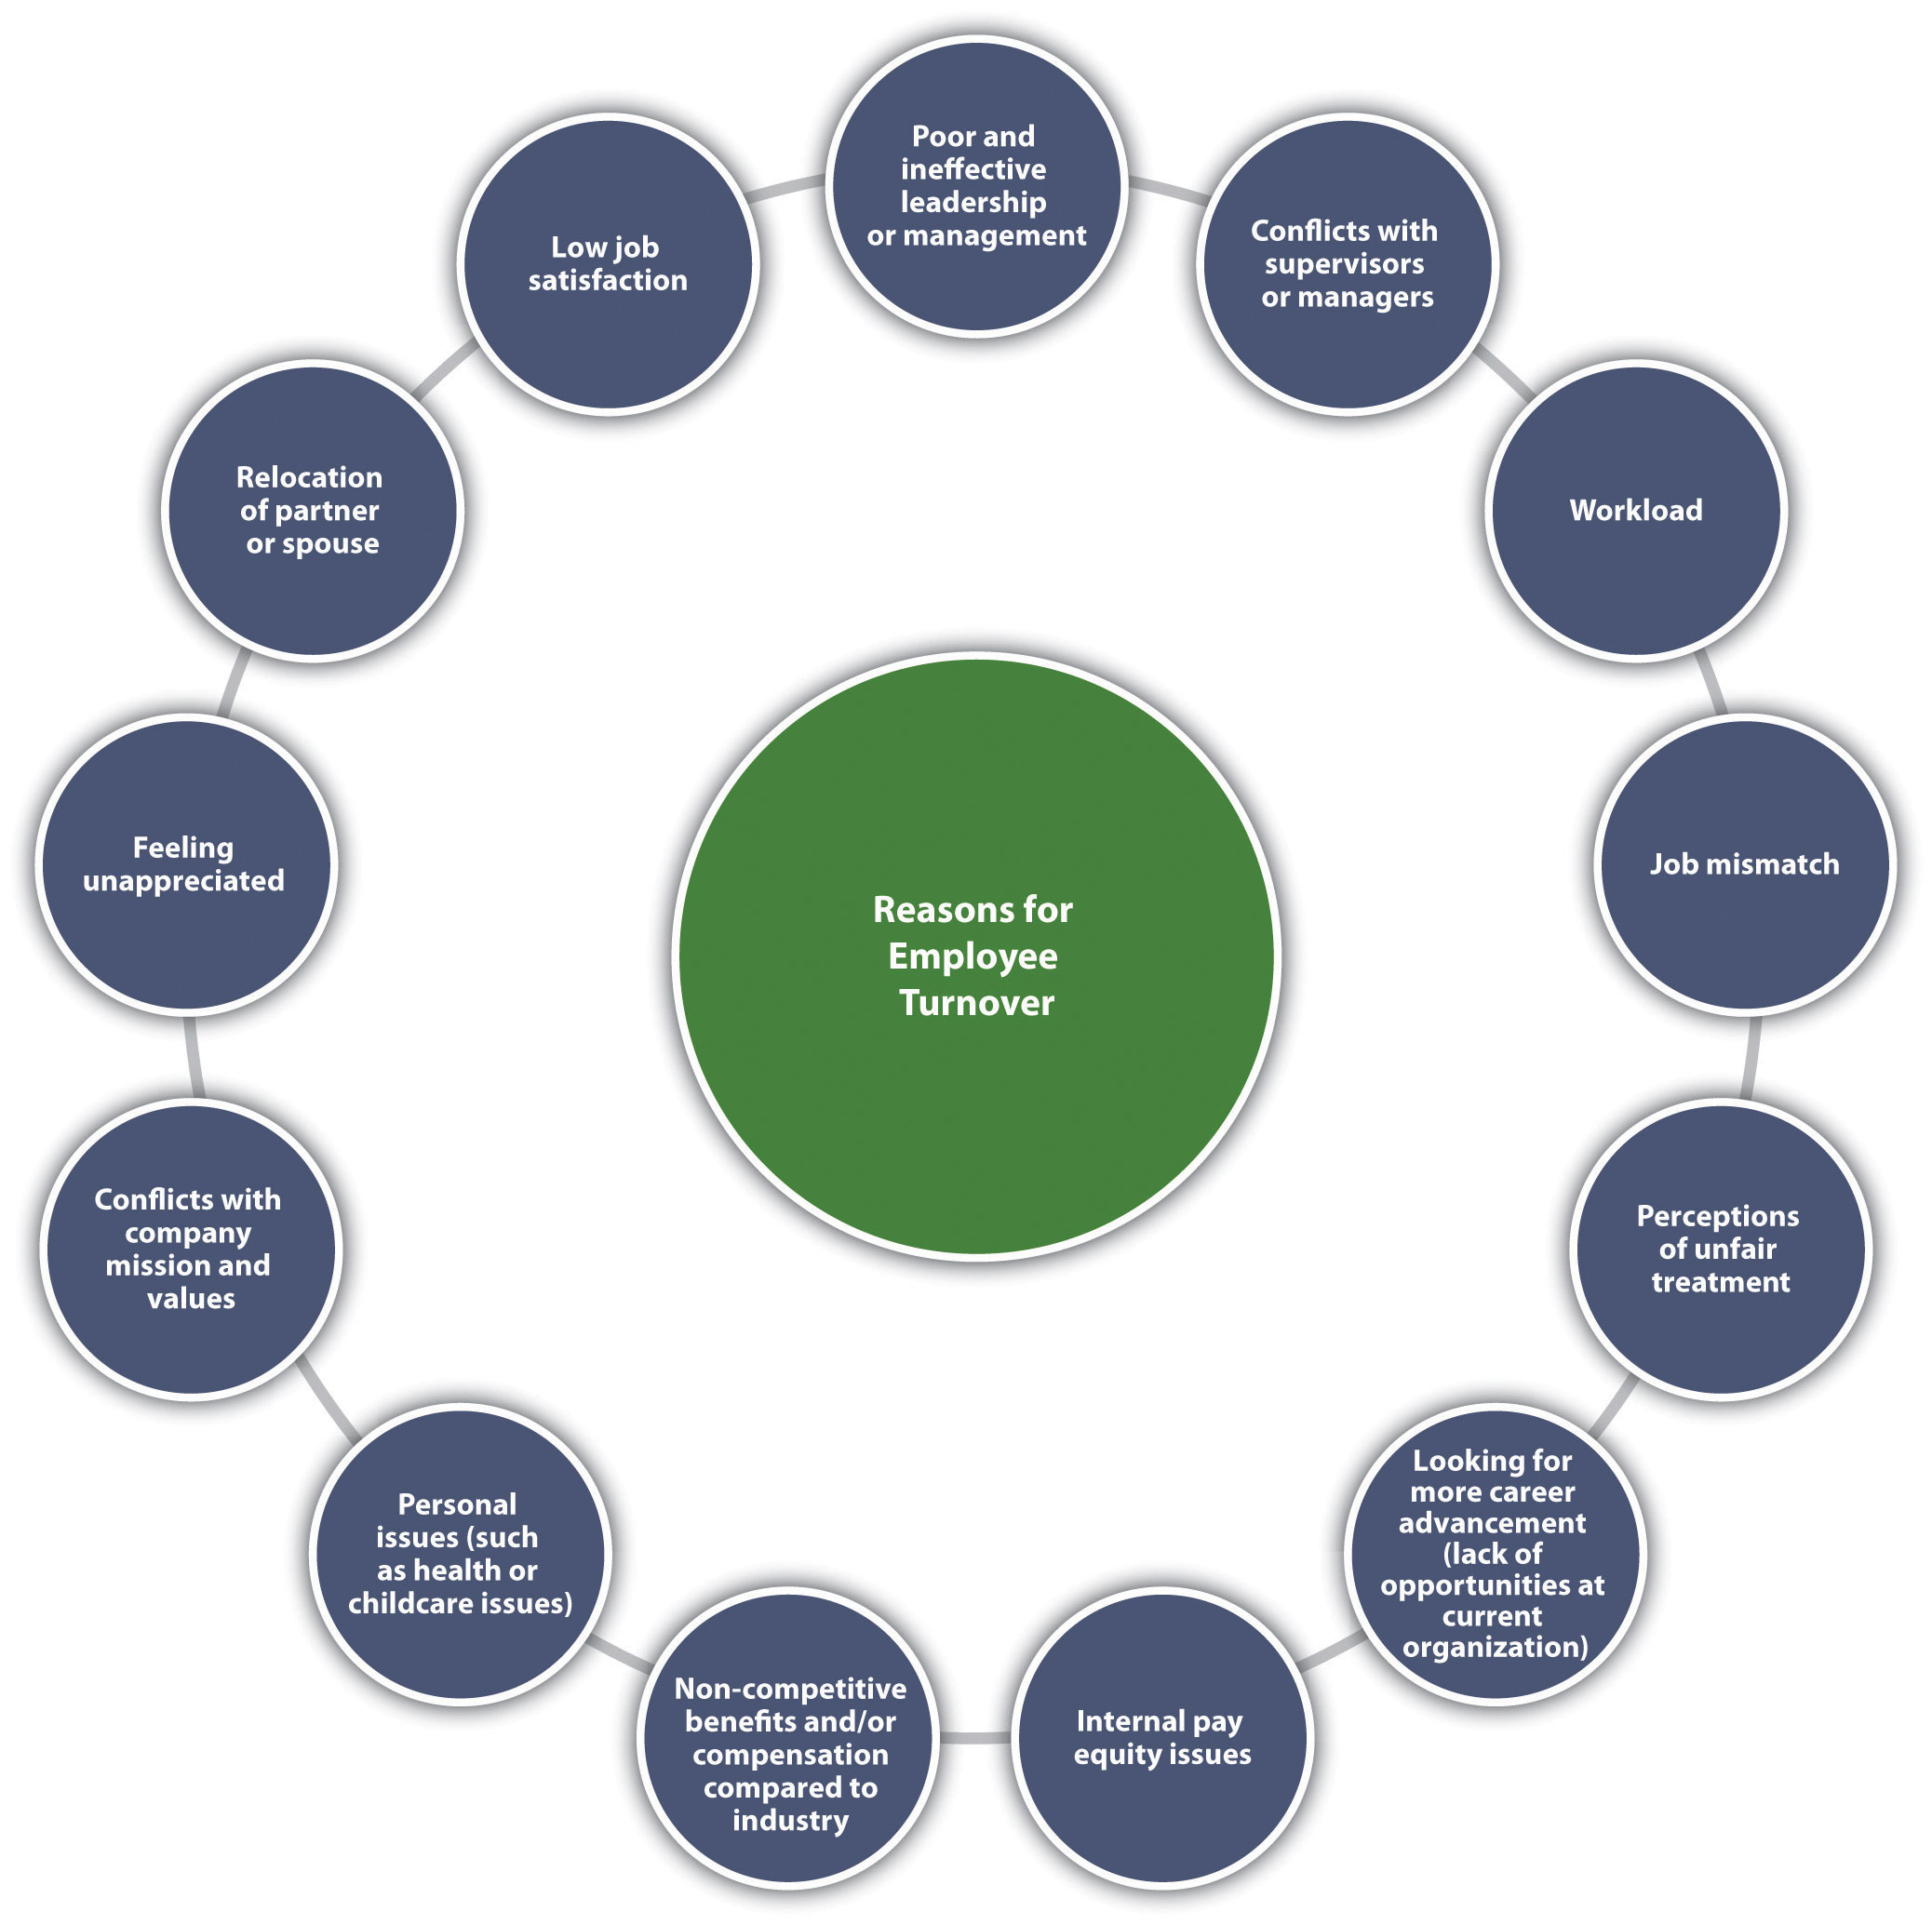 Poor and
ineffective
leadership
or management
Conflicts with
supervisors
or managers
Workload
Job mismatch
Perceptions
of unfair
treatment
Looking for
more career
advancement
(lack of
opportunities at
current
organization)
Internal pay
equity issues
Non-competitive
benefits and/or
compensation
compared to
industry
Personal
issues (such
as health or
childcare issues)
Conflicts with
company
mission and
values
Feeling
unappreciated
Relocation
of partner
or spouse
Low job
satisfaction
Reasons for
Employee
Turnover